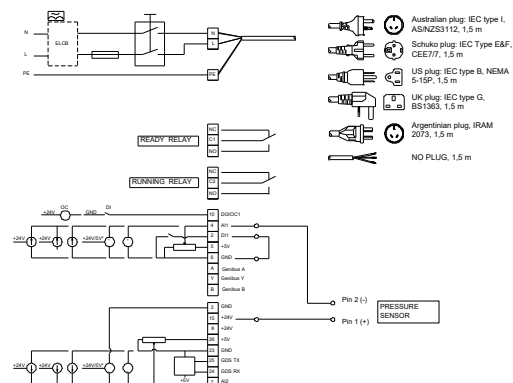 N
ELCB
L
PE
N
L
PE
Australian plug: IEC type I,
AS/NZS3112, 1,5 m
Schuko plug: IEC Type E&F,
CEE7/7, 1,5 m
US plug: IEC type B, NEMA
5-15P, 1,5 m
UK plug: IEC type G,
BS1363, 1,5 m
Argentinian plug, IRAM
2073, 1,5 m
NO PLUG, 1,5 m
READY RELAY
NC
C1
NO
RUNNING RELAY
NC
C2
NO
+24V OC GND DI
10 DI3/OC1
4 AI1
2 DI1
5 +5V
6 GND
A Genibus A
Y Genibus Y
B Genibus B
+24V +24V +24V/5V*
3 GND
15 +24V
8 +24V
26 +5V
23 GND
25 GDS TX
24 GDS RX
7 AI2
Pin 2 (-)
Pin 1 (+)
PRESSURE
SENSOR
+24V +24V +24V/5V*
+5V